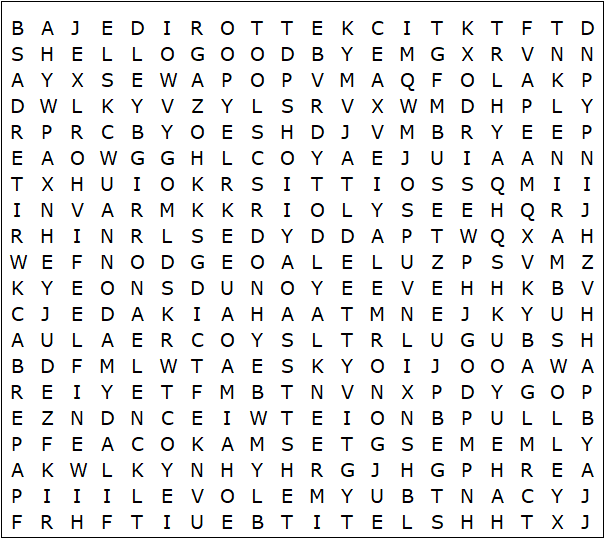 B A J E D I R O T T E K C I T K T F T D
S H E L L O G O O D B Y E M G X R V N N
A Y X S E W A P O P V M A Q F O L A K P
D W L K Y V Z Y L S R V X W M D H P L Y
R P R C B Y O E S H D J V M B R Y E E P
E A O W G G H L C O Y A E J U I A A N N
T X H U I O K R S I T T I O S S Q M I I
I N V A R M K K R I O L Y S E E H Q R J
R H I N R L S E D Y D D A P T W Q X A H
W E F N O D G E O A L E L U Z P S V M Z
K Y E O N S D U N O Y E E V E H H K B V
C J E D A K I A H A A T M N E J K Y U H
A U L A E R C O Y S L T R L U G U B S H
B D F M L W T A E S K Y O I J O O A W A
R E I Y E T F M B T N V N X P D Y G O P
E Z N D N C E I W T E I O N B P U L L B
P F E A C O K A M S E T G S E M E M L Y
A K W L K Y N H Y H R G J H G P H R E A
P I I I L E V O L E M Y U B T N A C Y J
F R H F T I U E B T I T E L S H H T X J